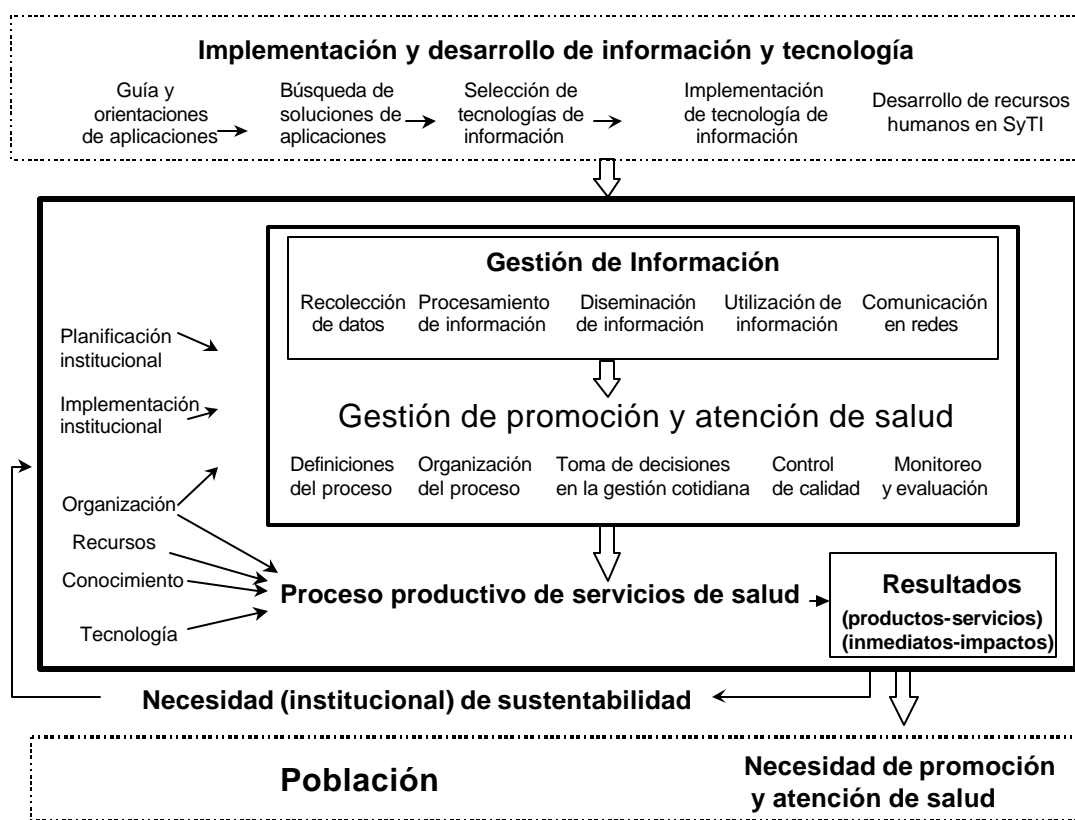 Implementación y desarrollo de información y tecnología
Guía y
orientaciones
de aplicaciones
Búsqueda de
soluciones de
aplicaciones
Selección de
tecnologías de
información
Implementación
de tecnología de
información
Desarrollo de recursos
humanos en SyTI
Gestión de Información
Recolección
de datos
Procesamiento
de información
Diseminación
de información
Utilización de
información
Comunicación
en redes
Planificación
institucional
Implementación
institucional
Organización
Recursos
Conocimiento
Tecnología
Gestión de promoción y atención de salud
Definiciones
del proceso
Organización
del proceso
Toma de decisiones
en la gestión cotidiana
Control
de calidad
Monitoreo
y evaluación
Proceso productivo de servicios de salud
Resultados
(productos-servicios)
(inmediatos-impactos)
Necesidad (institucional) de sustentabilidad
Población
Necesidad de promoción
y atención de salud